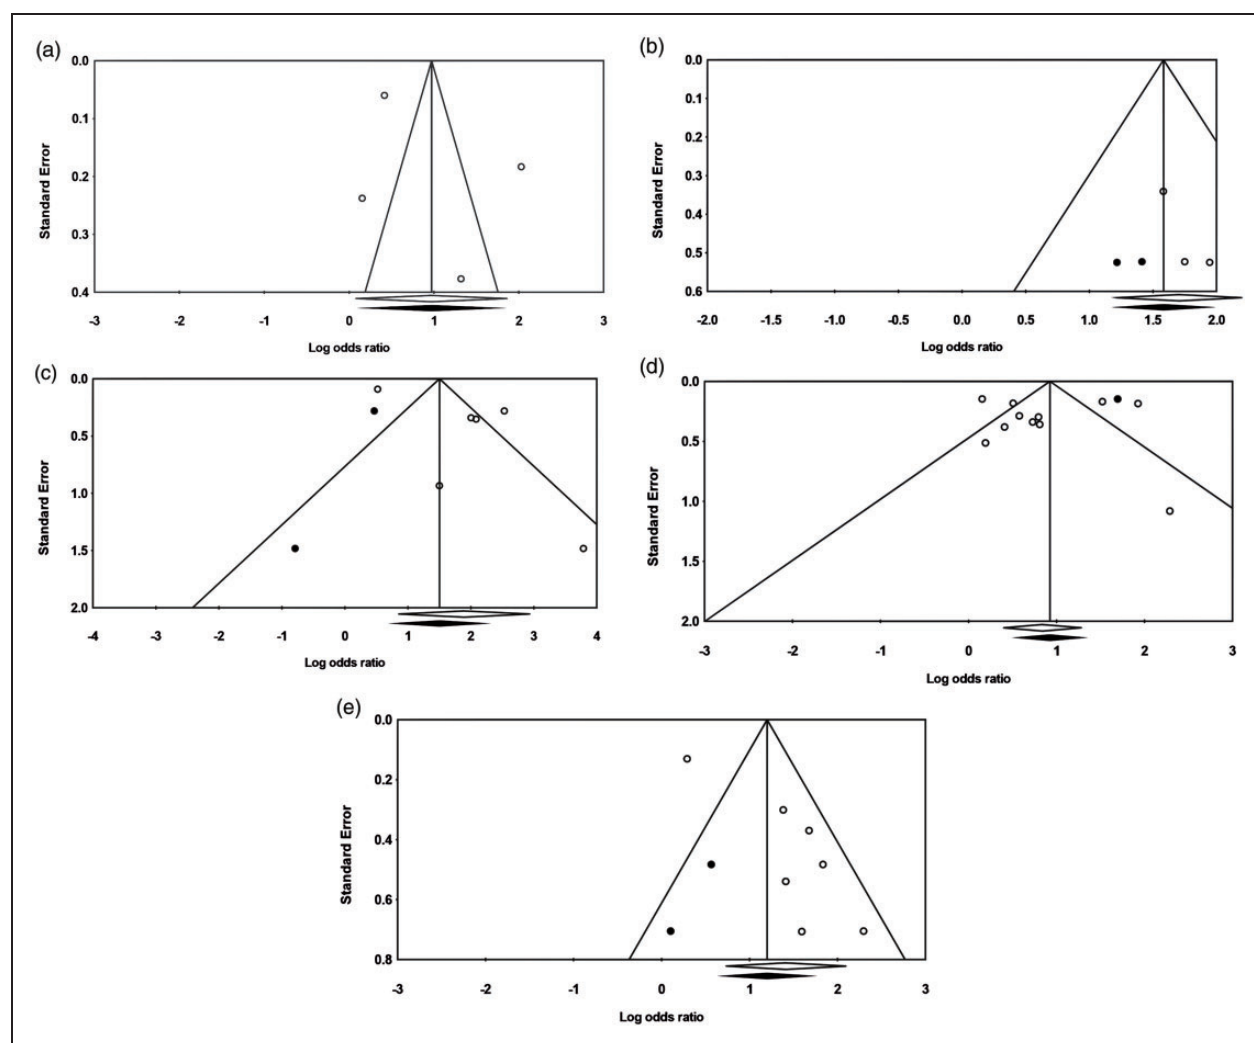 (a)
0.0
0.1
0.2
0.3
0.4
Standard Error
-3 -2 -1 0 1 2 3
Log odds ratio
(b)
0.0
0.1
0.2
0.3
0.4
0.5
0.6
Standard Error
-2.0 -1.5 -1.0 -0.5 0.0 0.5 1.0 1.5 2.0
Log odds ratio
(c)
0.0
0.5
1.0
1.5
2.0
Standard Error
-4 -3 -2 -1 0 1 2 3 4
Log odds ratio
(d)
0.0
0.5
1.0
1.5
2.0
Standard Error
-3 -2 -1 0 1 2 3
Log odds ratio
(e)
0.0
0.2
0.4
0.6
0.8
Standard Error
-3 -2 -1 0 1 2 3
Log odds ratio